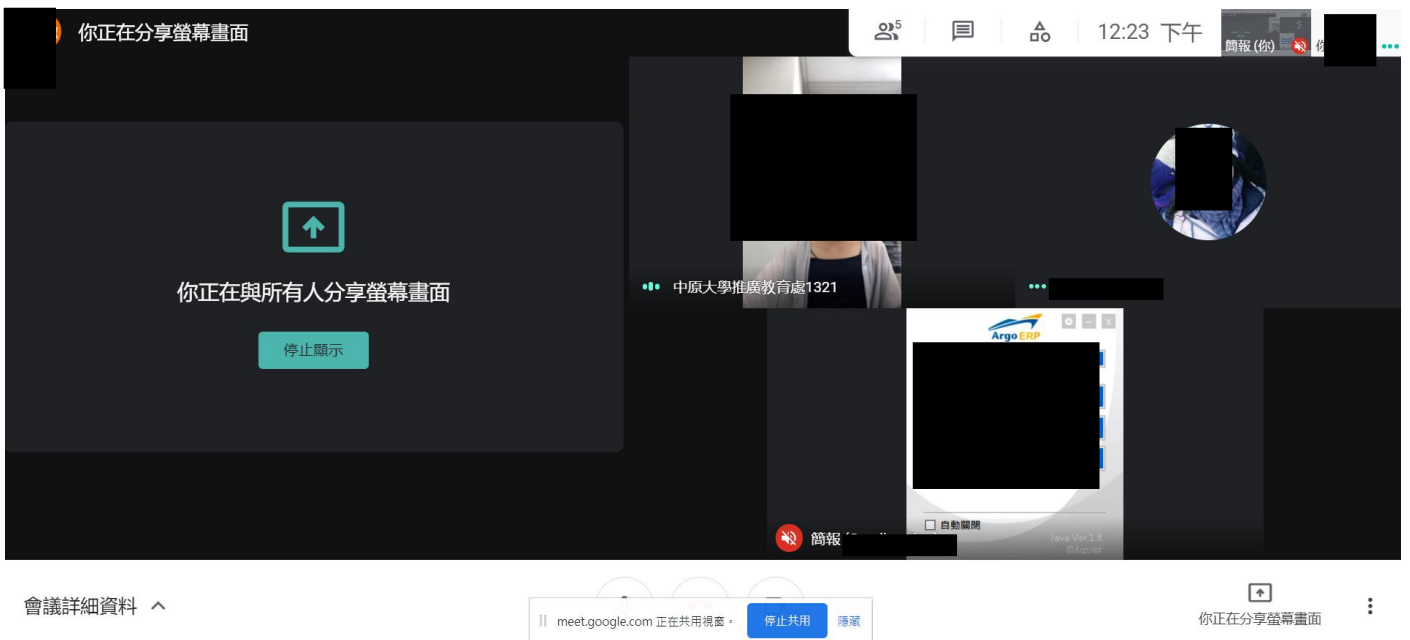 你正在分享螢幕畫面
5
12:23 下午
簡報 (你)
你正在與所有人分享螢幕畫面
停止顯示
中原大學推廣教育處1321
Argo ERP
自動關閉
Java Ver.1.8
簡報
會議詳細資料
meet.google.com 正在共用視窗。
停止共用
隱藏
你正在分享螢幕畫面